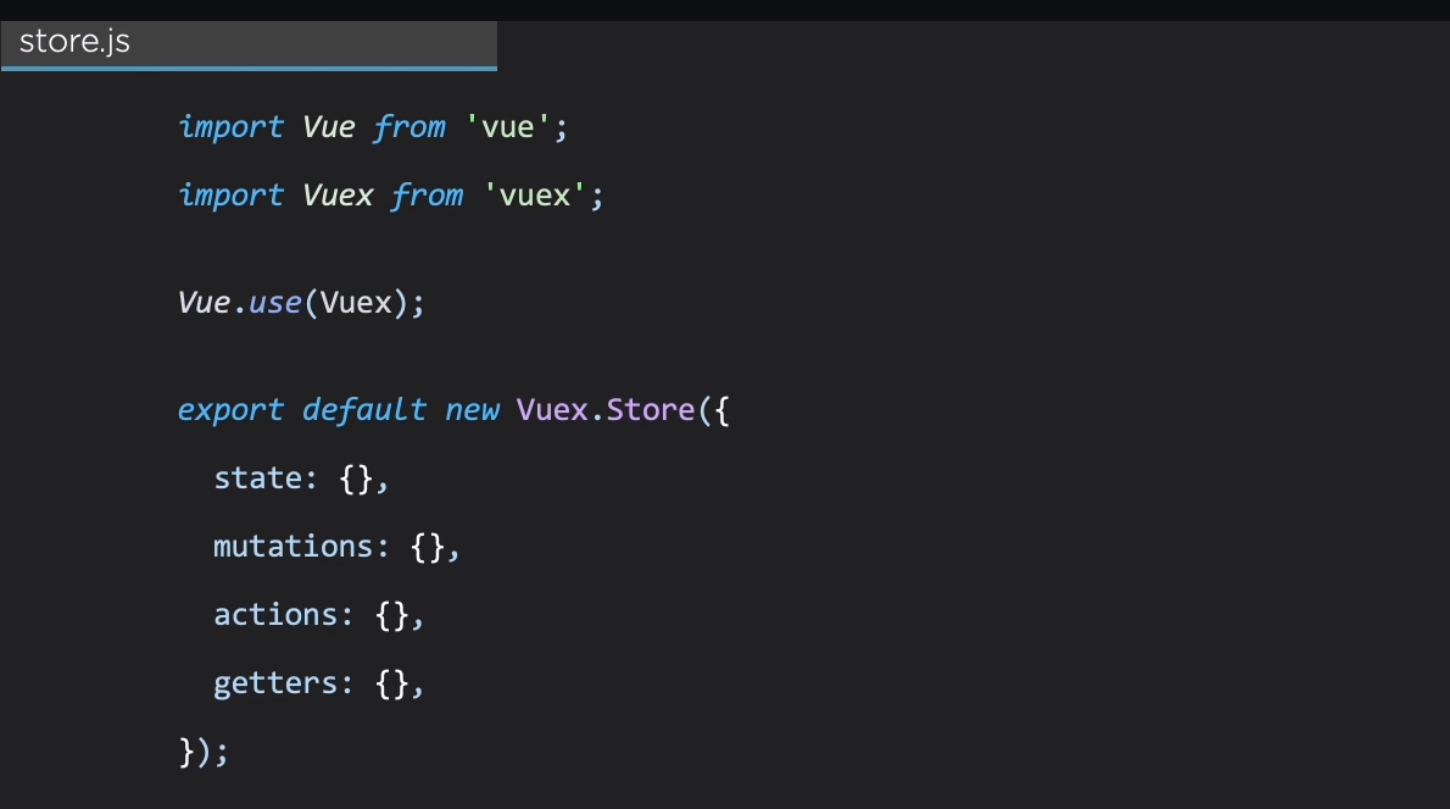 store.js
import Vue from 'vue';
import Vuex from 'vuex';
Vue.use(Vuex);
export default new Vuex.Store({
  state: {},
  mutations: {},
  actions: {},
  getters: {},
});